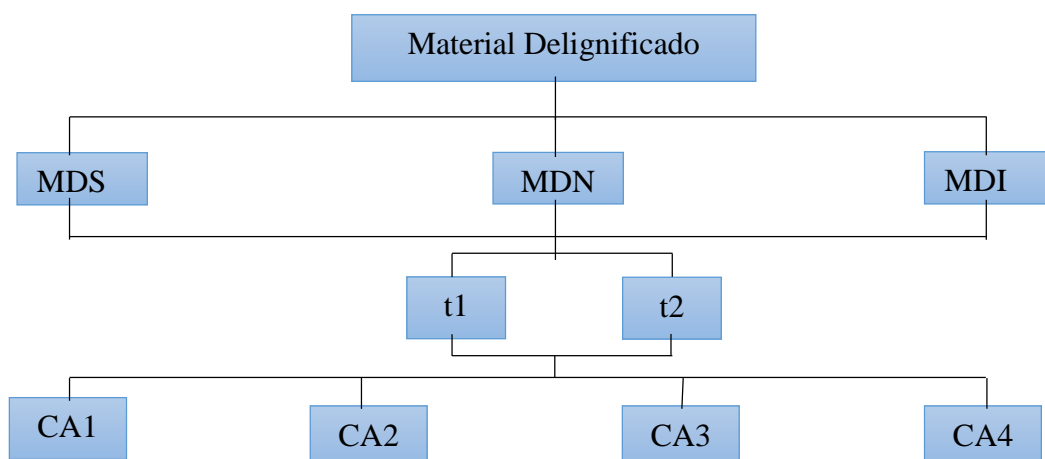 Material Delignificado
MDS
MDN
MDI
t1
t2
CA1
CA2
CA3
CA4